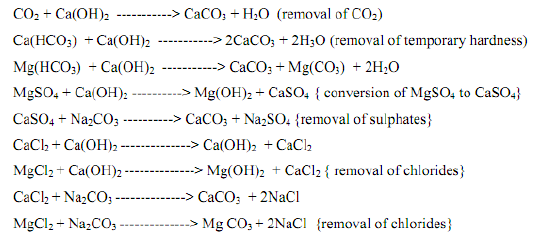 CO₂ + Ca(OH)₂ -----------> CaCO₃ + H₂O (removal of CO₂)
Ca(HCO₃) + Ca(OH)₂ -----------> 2CaCO₃ + 2H₃O (removal of temporary hardness)
Mg(HCO₃) + Ca(OH)₂ -----------> CaCO₃ + Mg(CO₃) + 2H₂O
MgSO₄ + Ca(OH)₂ ----------> Mg(OH)₂ + CaSO₄ { conversion of MgSO₄ to CaSO₄}
CaSO₄ + Na₂CO₃ ----------> CaCO₃ + Na₂SO₄ {removal of sulphates}
CaCl₂ + Ca(OH)₂ --------------> Ca(OH)₂ + CaCl₂
MgCl₂ + Ca(OH)₂ --------------> Mg(OH)₂ + CaCl₂ { removal of chlorides}
CaCl₂ + Na₂CO₃ --------------> CaCO₃ + 2NaCl
MgCl₂ + Na₂CO₃ --------------> Mg CO₃ + 2NaCl {removal of chlorides}